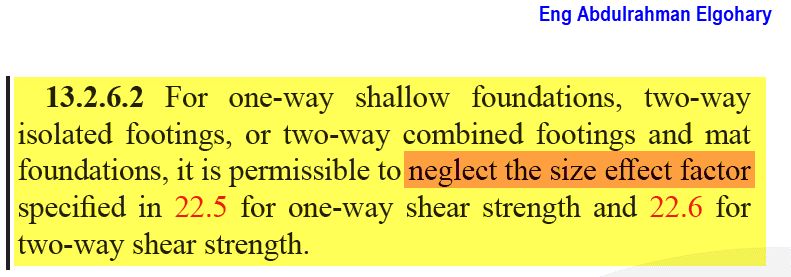 Eng Abdulrahman Elgohary
13.2.6.2 For one-way shallow foundations, two-way
isolated footings, or two-way combined footings and mat
foundations, it is permissible to neglect the size effect factor
specified in 22.5 for one-way shear strength and 22.6 for
two-way shear strength.